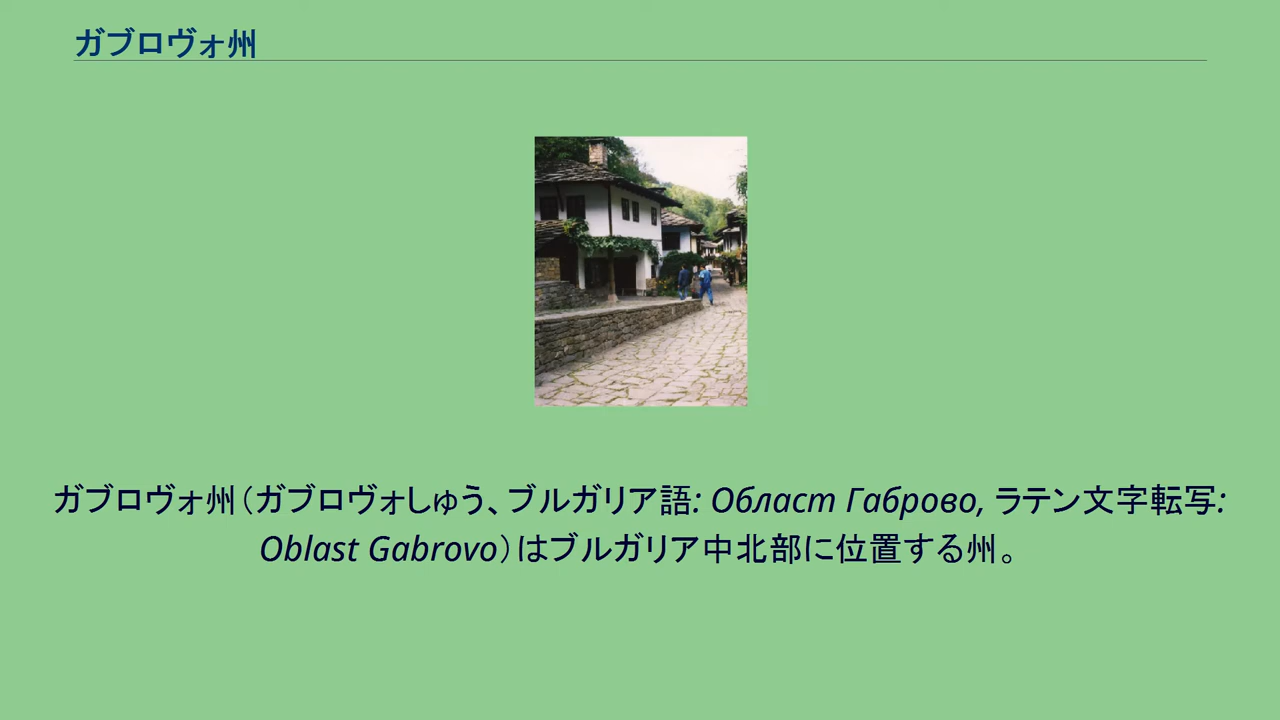 ガブロヴォ州
ガブロヴォ州（ガブロヴォしゅう、ブルガリア語: Област Габрово, ラテン文字転写:
Oblast Gabrovo）はブルガリア中北部に位置する州。